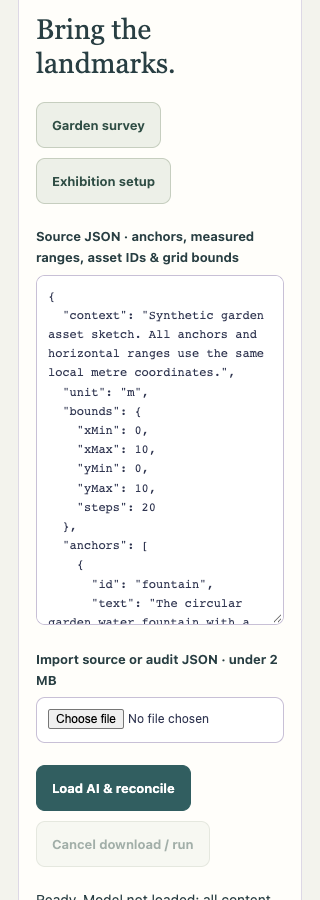 Bring the
landmarks.
Garden survey
Exhibition setup
Source JSON · anchors, measured
ranges, asset IDs & grid bounds
{
"context": "Synthetic garden
asset sketch. All anchors and
horizontal ranges use the same
local metre coordinates.",
"unit": "m",
"bounds": {
"xMin": 0,
"xMax": 10,
"yMin": 0,
"yMax": 10,
"steps": 20
},
"anchors": [
{
"id": "fountain",
"text": "The circular
garden water fountain with a
Import source or audit JSON · under 2
MB
Choose file No file chosen
Load AI & reconcile
Cancel download / run
Ready. Model not loaded; all content